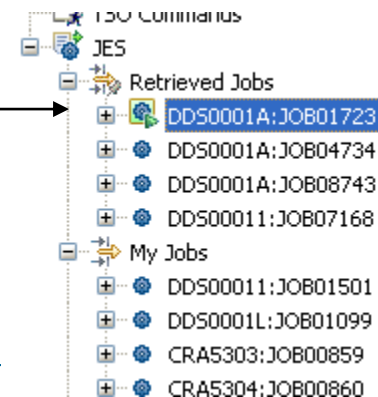 TSO Commands
JES
Retrieved Jobs
DDS0001A:JOB01723
DDS0001A:JOB04734
DDS0001A:JOB08743
DDS00011:JOB07168
My Jobs
DDS00011:JOB01501
DDS0001L:JOB01099
CRA5303:JOB00859
CRA5304:JOB00860